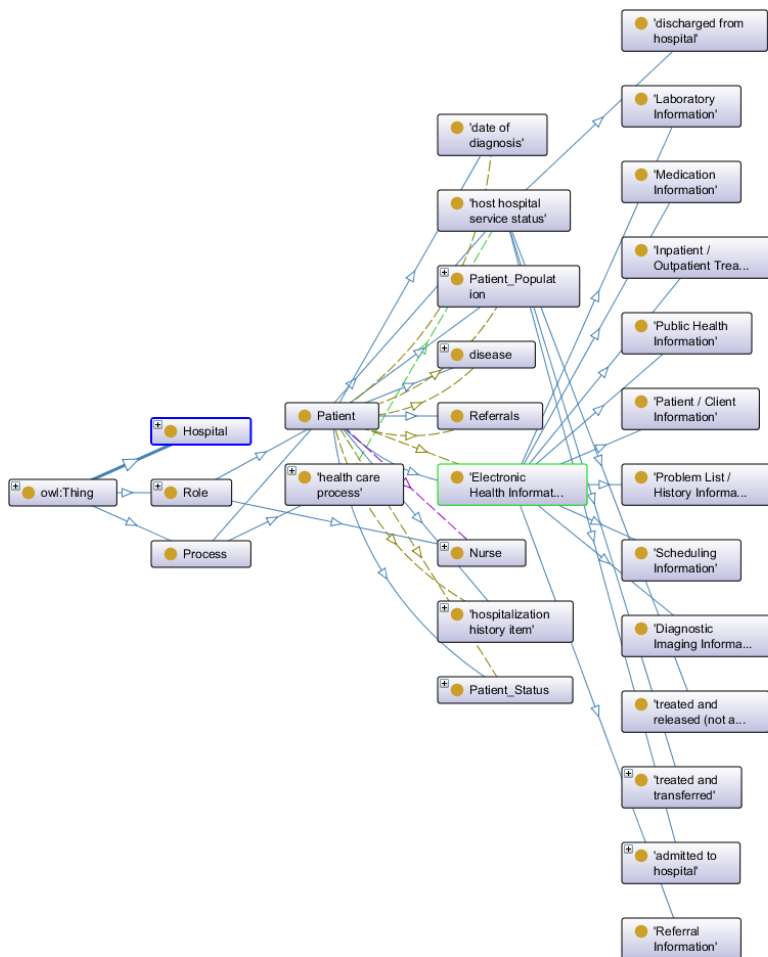 'discharged from
hospital'
'Laboratory
Information'
'date of
diagnosis'
'Medication
Information'
'host hospital
service status'
'Inpatient /
Outpatient Trea...
Patient_Populat
ion
'Public Health
Information'
disease
Patient
Referrals
'Patient / Client
Information'
Hospital
owl:Thing
Role
'health care
process'
'Electronic
Health Informat...
'Problem List /
History Informa...
Process
Nurse
'Scheduling
Information'
'hospitalization
history item'
'Diagnostic
Imaging Informa...
Patient_Status
'treated and
released (not a...
'treated and
transferred'
'admitted to
hospital'
'Referral
Information'